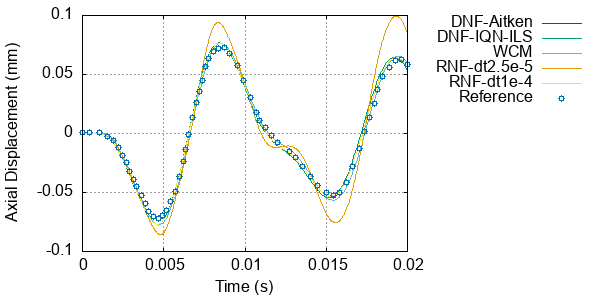 DNF-Aitken
DNF-IQN-ILS
WCM
RNF-dt2.5e-5
RNF-dt1e-4
Reference
Axial Displacement (mm)
0.1
0.05
0
-0.05
-0.1
0 0.005 0.01 0.015 0.02
Time (s)